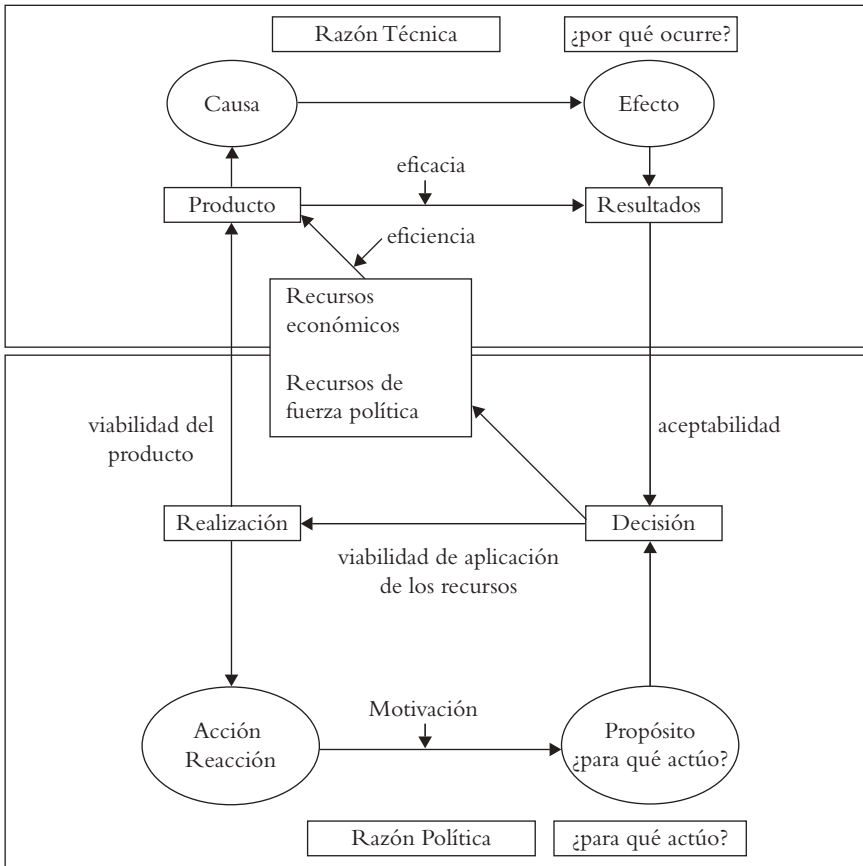 Razón Técnica
¿por qué ocurre?
Causa
Efecto
eficacia
Producto
Resultados
eficiencia
Recursos
económicos
Recursos de
fuerza política
viabilidad del
producto
aceptabilidad
Realización
Decisión
viabilidad de aplicación
de los recursos
Motivación
Acción
Reacción
Propósito
¿para qué actúo?
Razón Política
¿para qué actúo?